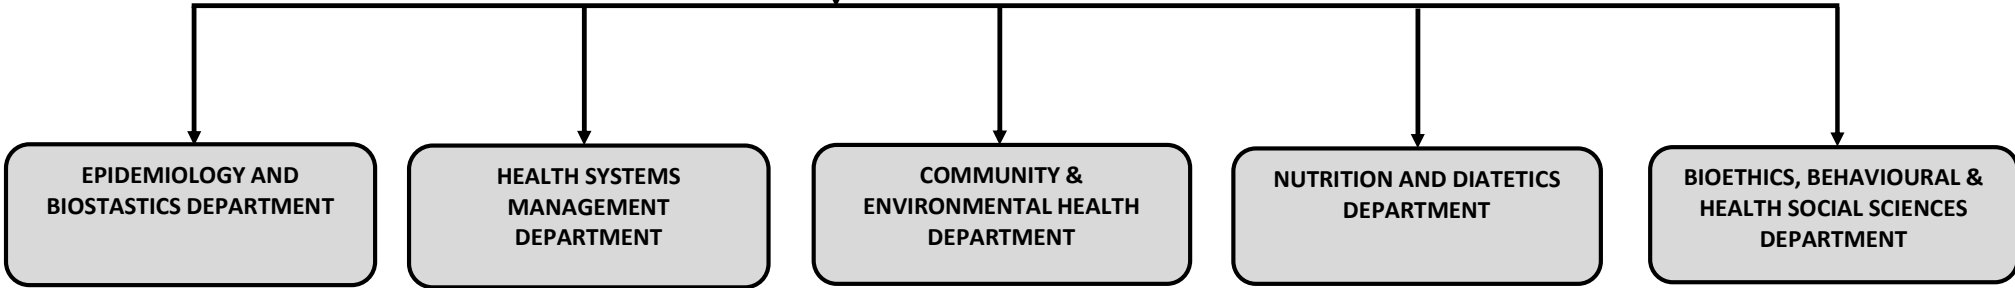 EPIDEMIOLOGY AND
BIOSTASTICS DEPARTMENT
HEALTH SYSTEMS
MANAGEMENT
DEPARTMENT
COMMUNITY &
ENVIRONMENTAL HEALTH
DEPARTMENT
NUTRITION AND DIATETICS
DEPARTMENT
BIOETHICS, BEHAVIOURAL &
HEALTH SOCIAL SCIENCES
DEPARTMENT